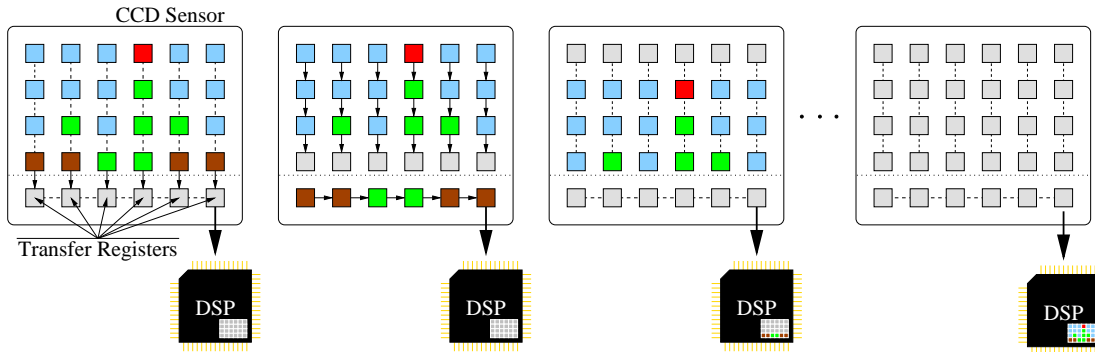 CCD Sensor
. . .
Transfer Registers
DSP
DSP
DSP
DSP